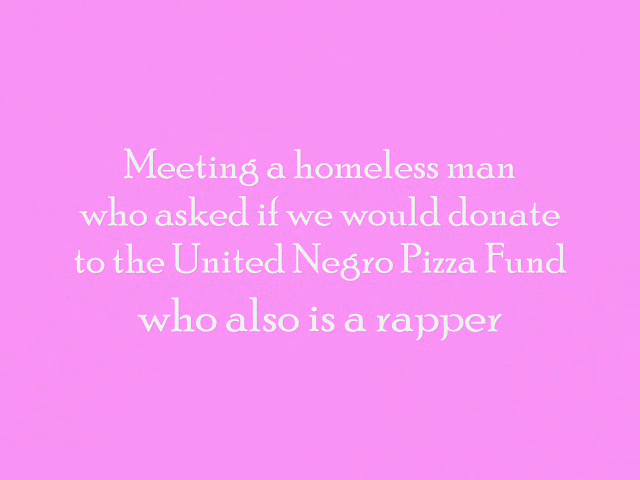 Meeting a homeless man
who asked if we would donate
to the United Negro Pizza Fund
who also is a rapper